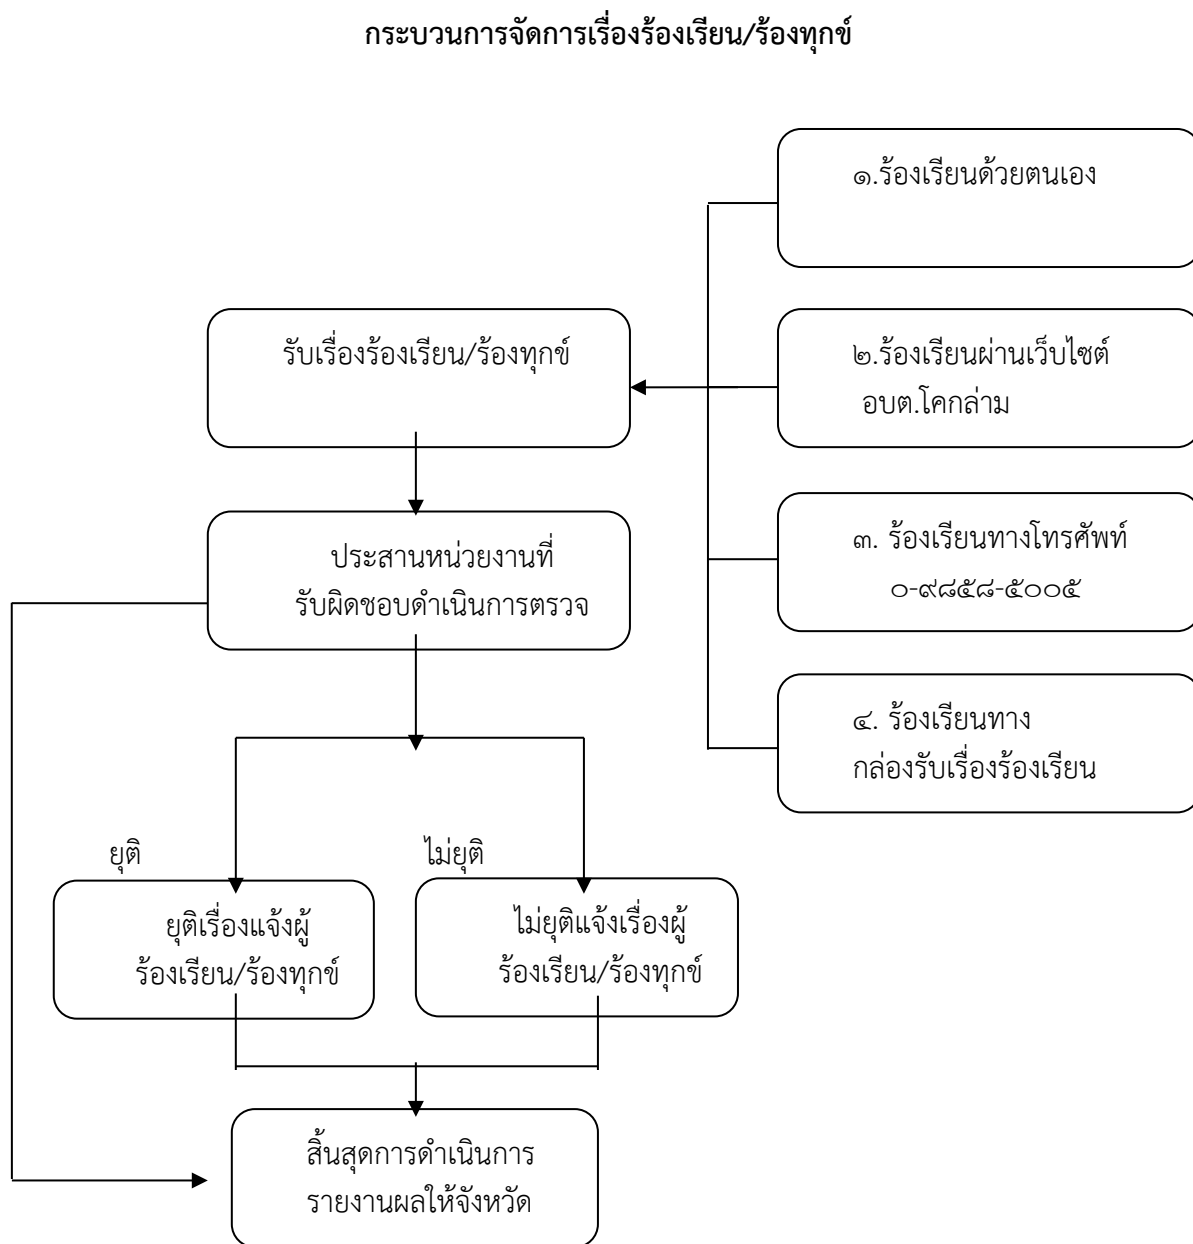 กระบวนการจัดการเรื่องร้องเรียน/ร้องทุกข์
๑.ร้องเรียนด้วยตนเอง
รับเรื่องร้องเรียน/ร้องทุกข์
๒.ร้องเรียนผ่านเว็บไซต์
อบต.โคกล่าม
ประสานหน่วยงานที่
รับผิดชอบดำเนินการตรวจ
๓. ร้องเรียนทางโทรศัพท์
๐-๙๘๕๘-๕๐๐๕
๔. ร้องเรียนทาง
กล่องรับเรื่องร้องเรียน
ยุติ
ไม่ยุติ
ยุติเรื่องแจ้งผู้
ร้องเรียน/ร้องทุกข์
ไม่ยุติแจ้งเรื่องผู้
ร้องเรียน/ร้องทุกข์
สิ้นสุดการดำเนินการ
รายงานผลให้จังหวัด